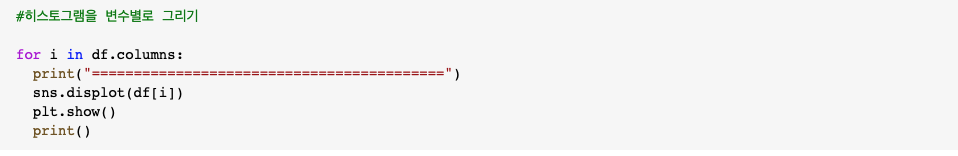 #히스토그램을 변수별로 그리기
for i in df.columns:
  print("==========================================")
  sns.displot(df[i])
  plt.show()
  print()